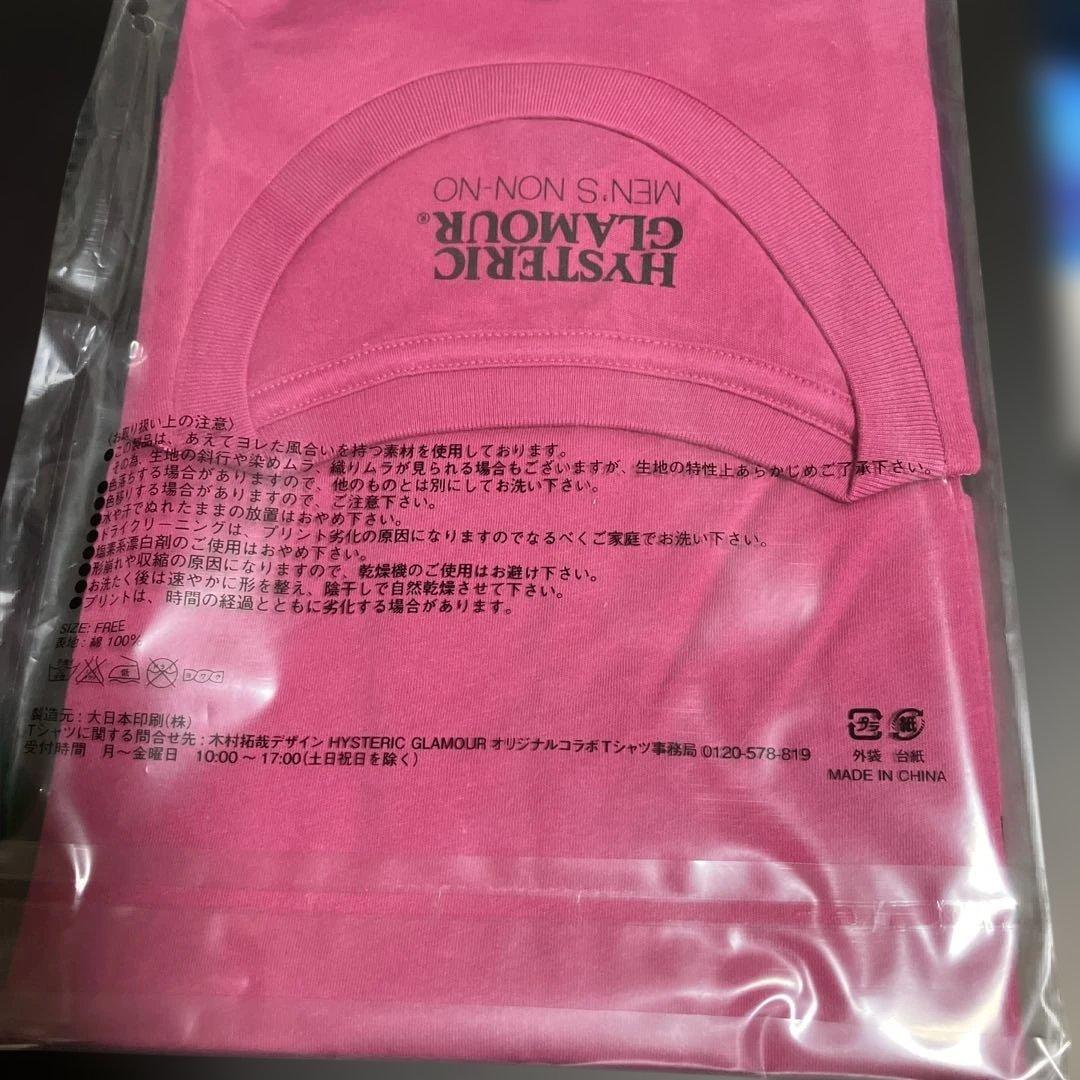 HYSTERIC
GLAMOUR®
MEN'S NON-NO
〈お取り扱い上の注意〉
●この製品は、あえてヨレた風合いを持つ素材を使用しております。
その為、生地の斜行や染めムラ、織りムラが見られる場合もございますが、生地の特性上あらかじめご了承下さい。
●色落ちする場合がありますので、他のものとは別にしてお洗い下さい。
●色移りする場合がありますので、ご注意下さい。
●水や汗でぬれたままの放置はおやめ下さい。
●ドライクリーニングは、プリント劣化の原因になりますのでなるべくご家庭でお洗い下さい。
●塩素系漂白剤のご使用はおやめ下さい。
●形崩れや収縮の原因になりますので、乾燥機のご使用はお避け下さい。
●お洗たく後は速やかに形を整え、陰干しで自然乾燥させて下さい。
●プリントは、時間の経過とともに劣化する場合があります。
SIZE: FREE
表地 : 綿 100%
低 ドライ ヨワク
製造元 : 大日本印刷(株)
Tシャツに関する問合せ先 : 木村拓哉デザイン HYSTERIC GLAMOUR オリジナルコラボTシャツ事務局 0120-578-819
受付時間 月～金曜日 10:00 ～ 17:00(土日祝日を除く)
プラ 紙
外袋 台紙
MADE IN CHINA